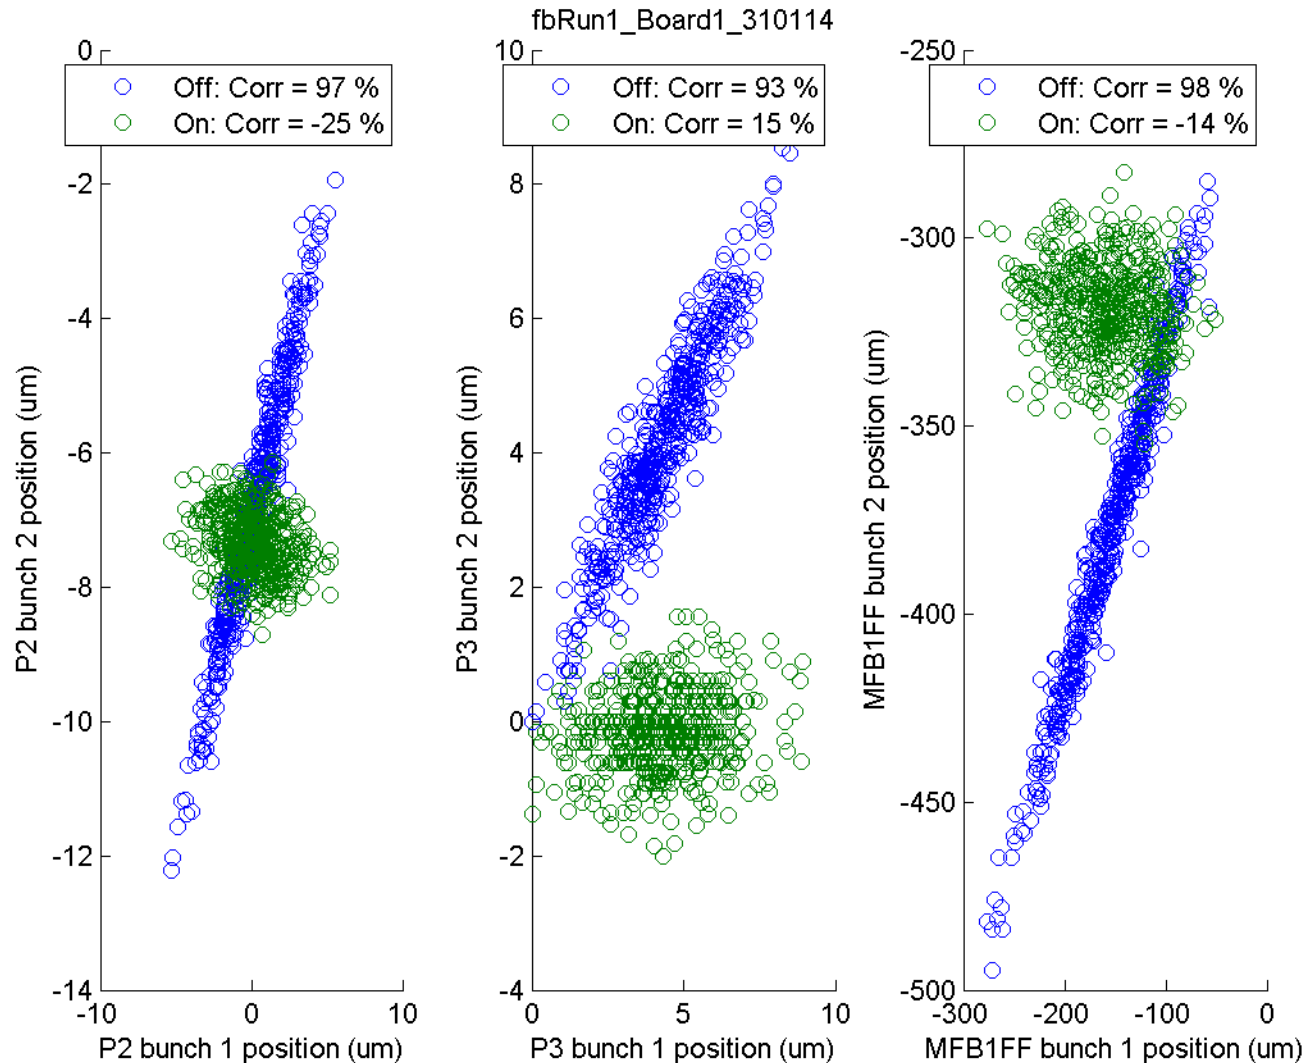 fbRun1_Board1_310114
0
-2
-4
-6
-8
-10
-12
-14
-10
0
10
P2 bunch 2 position (um)
P2 bunch 1 position (um)
Off: Corr = 97 %
On: Corr = -25 %
10
8
6
4
2
0
-2
-4
0
5
10
P3 bunch 2 position (um)
P3 bunch 1 position (um)
Off: Corr = 93 %
On: Corr = 15 %
-250
-300
-350
-400
-450
-500
-300
-200
-100
0
MFB1FF bunch 2 position (um)
MFB1FF bunch 1 position (um)
Off: Corr = 98 %
On: Corr = -14 %